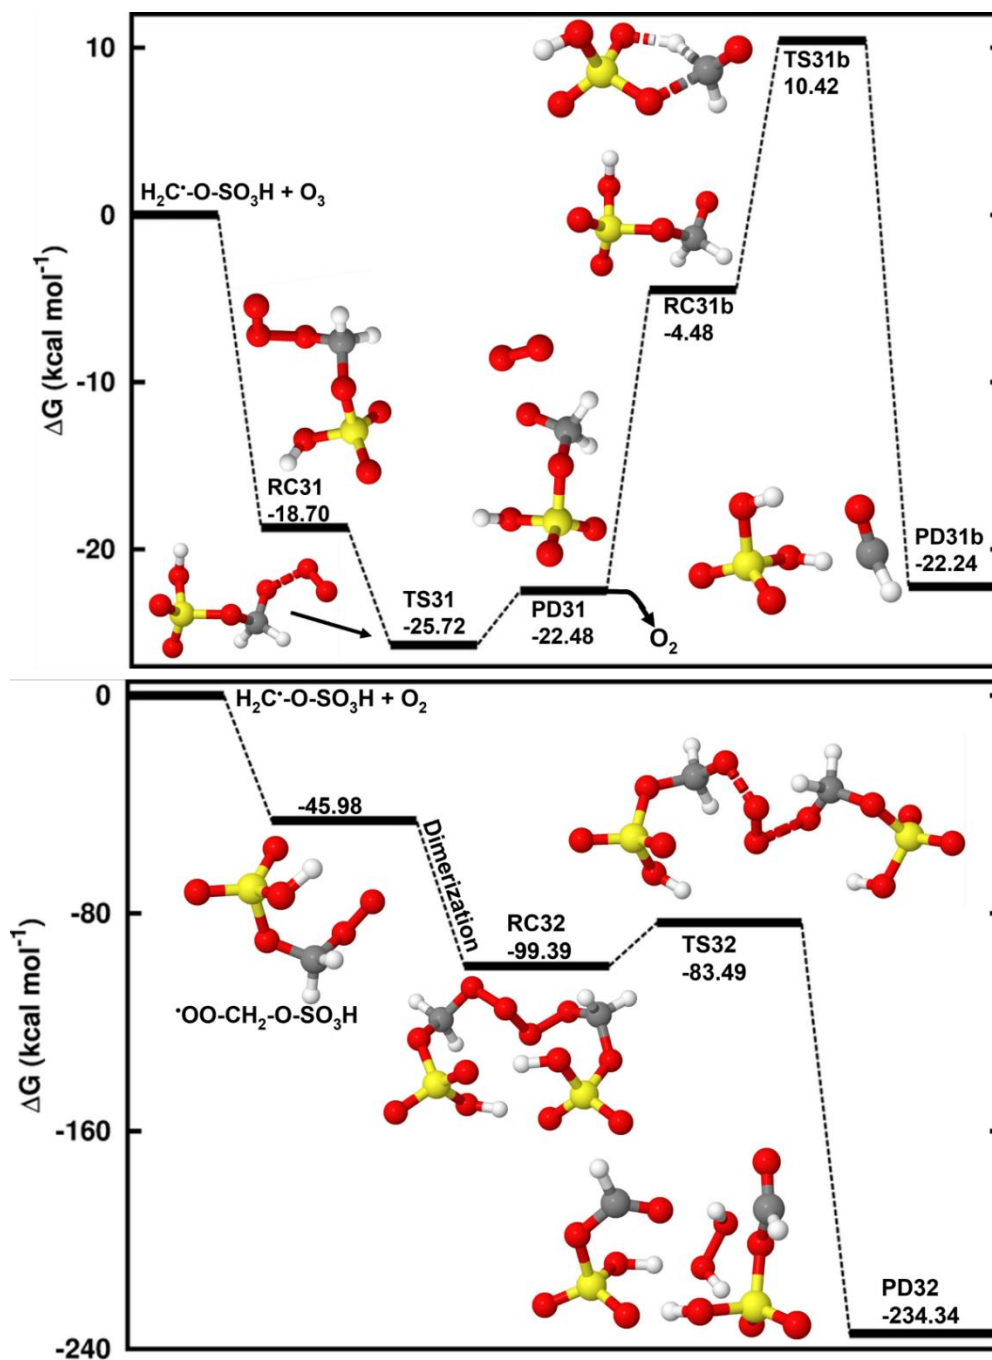 10
TS31b
10.42
H₂C•-O-SO₃H + O₃
0
RC31b
-4.48
ΔG (kcal mol⁻¹)
-10
RC31
-18.70
-20
TS31
-25.72
PD31
-22.48
O₂
PD31b
-22.24
0
H₂C•-O-SO₃H + O₂
-45.98
Dimerization
-80
RC32
-99.39
TS32
-83.49
•OO-CH₂-O-SO₃H
ΔG (kcal mol⁻¹)
-160
PD32
-234.34
-240